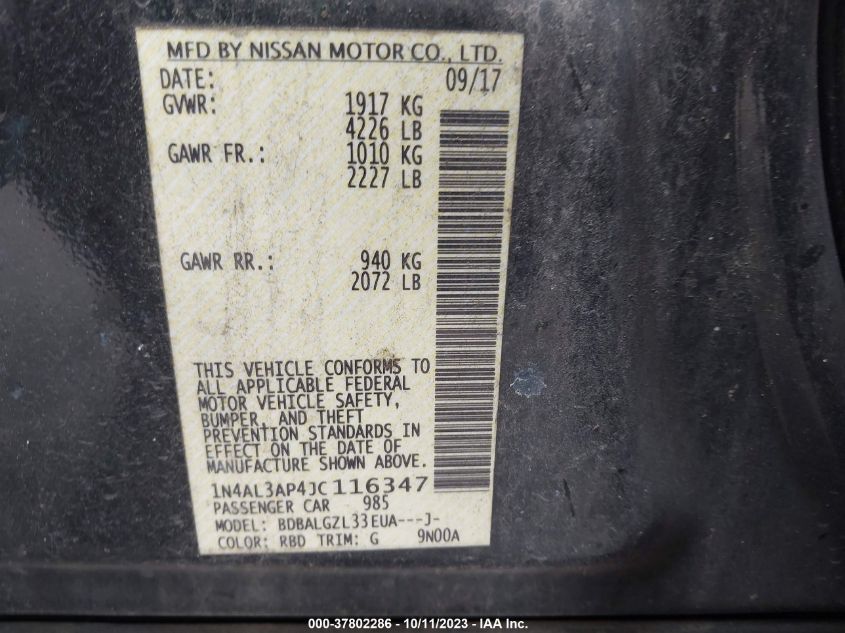 MFD BY NISSAN MOTOR CO., LTD.
DATE: 09/17
GVWR: 1917 KG
4226 LB
GAWR FR.: 1010 KG
2227 LB
GAWR RR.: 940 KG
2072 LB
THIS VEHICLE CONFORMS TO
ALL APPLICABLE FEDERAL
MOTOR VEHICLE SAFETY,
BUMPER, AND THEFT
PREVENTION STANDARDS IN
EFFECT ON THE DATE OF
MANUFACTURE SHOWN ABOVE.
1N4AL3AP4JC116347
PASSENGER CAR 985
MODEL: BDBALGZL33EUA---J-
COLOR: RBD TRIM: G 9N00A
000-37802286 - 10/11/2023 - IAA Inc.